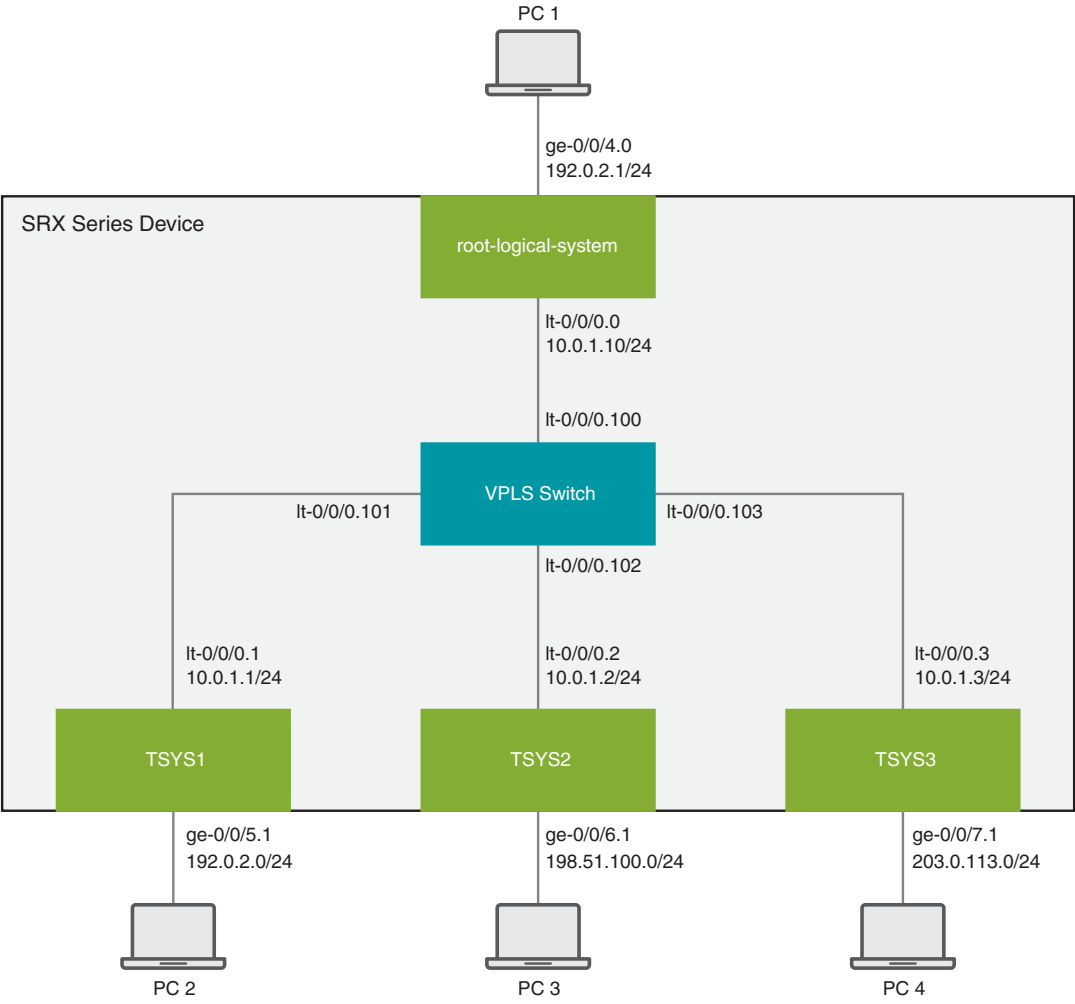 PC 1
ge-0/0/4.0
192.0.2.1/24
SRX Series Device
root-logical-system
lt-0/0/0.0
10.0.1.10/24
lt-0/0/0.100
VPLS Switch
lt-0/0/0.101
lt-0/0/0.103
lt-0/0/0.102
lt-0/0/0.1
10.0.1.1/24
lt-0/0/0.2
10.0.1.2/24
lt-0/0/0.3
10.0.1.3/24
TSYS1
TSYS2
TSYS3
ge-0/0/5.1
192.0.2.0/24
ge-0/0/6.1
198.51.100.0/24
ge-0/0/7.1
203.0.113.0/24
PC 2
PC 3
PC 4